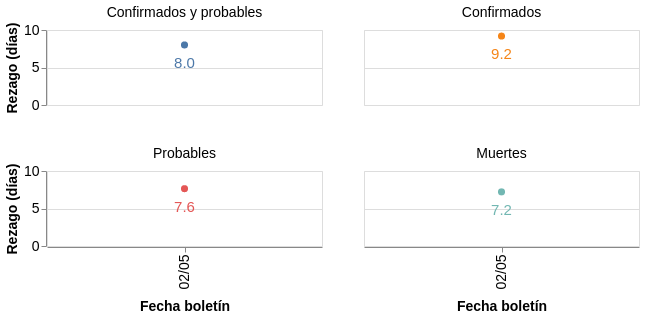 Confirmados y probables
Confirmados
Rezago (días)
10
5
0
8.0
9.2
Probables
Muertes
Rezago (días)
10
5
0
7.6
7.2
02/05
02/05
Fecha boletín
Fecha boletín